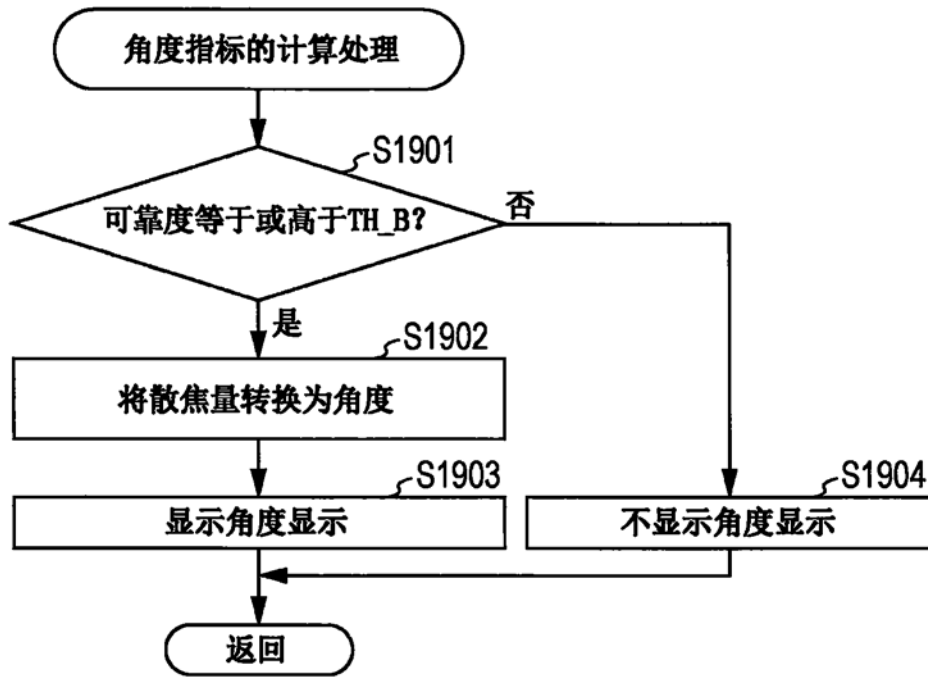 角度指标的计算处理
S1901
可靠度等于或高于TH_B?
否
是
S1902
将散焦量转换为角度
S1903
显示角度显示
S1904
不显示角度显示
返回